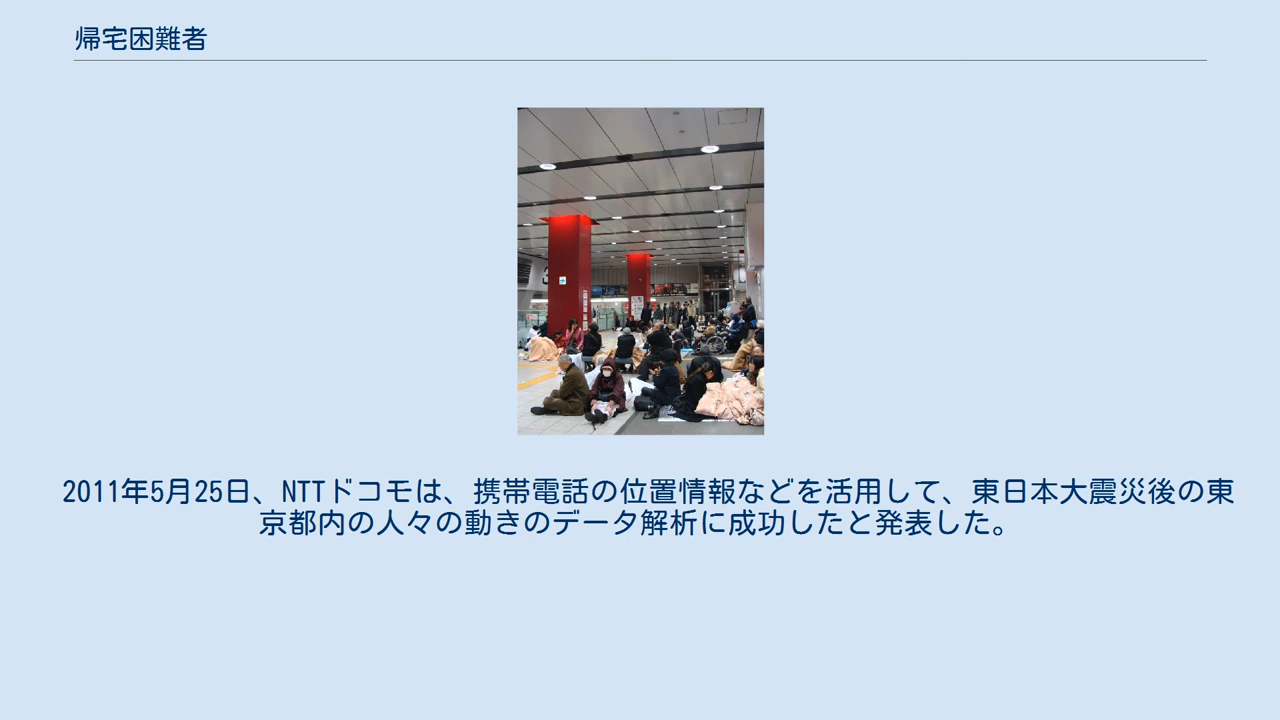 帰宅困難者
2011年5月25日、NTTドコモは、携帯電話の位置情報などを活用して、東日本大震災後の東
京都内の人々の動きのデータ解析に成功したと発表した。